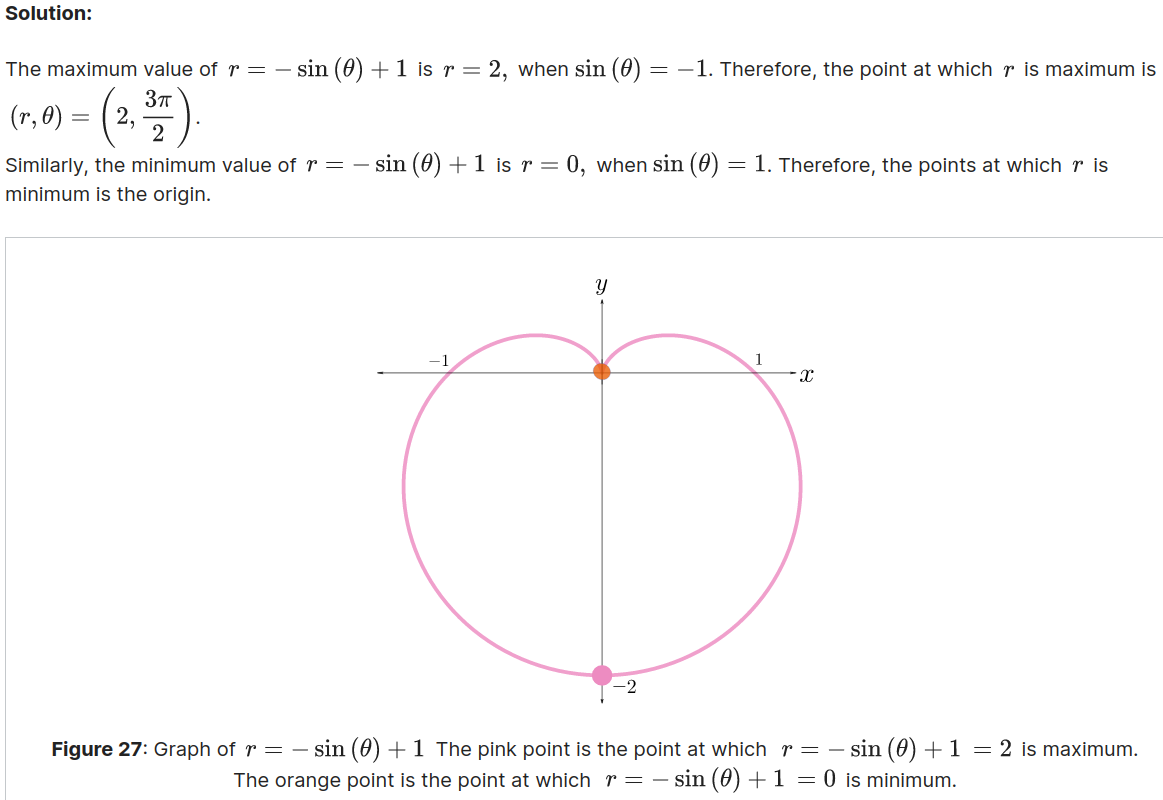 Solution:
The maximum value of r = − sin (θ) + 1 is r = 2, when sin (θ) = −1. Therefore, the point at which r is maximum is
(r, θ) = (2, 3π/2).
Similarly, the minimum value of r = − sin (θ) + 1 is r = 0, when sin (θ) = 1. Therefore, the points at which r is
minimum is the origin.
y
−1
1
x
−2
Figure 27: Graph of r = − sin (θ) + 1 The pink point is the point at which r = − sin (θ) + 1 = 2 is maximum.
The orange point is the point at which r = − sin (θ) + 1 = 0 is minimum.